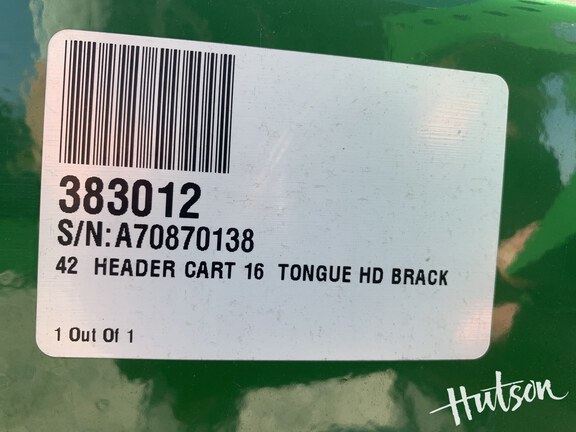 383012
S/N:A70870138
42 HEADER CART 16 TONGUE HD BRACK
1 Out Of 1
Hutson